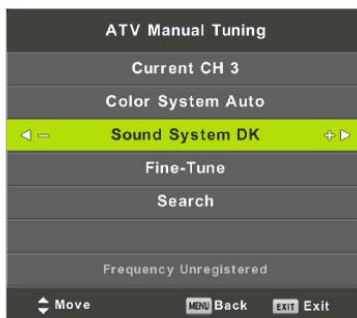 ATV Manual Tuning
Current CH 3
Color System Auto
Sound System DK
Fine-Tune
Search
Frequency Unregistered
Move MENU Back EXIT Exit